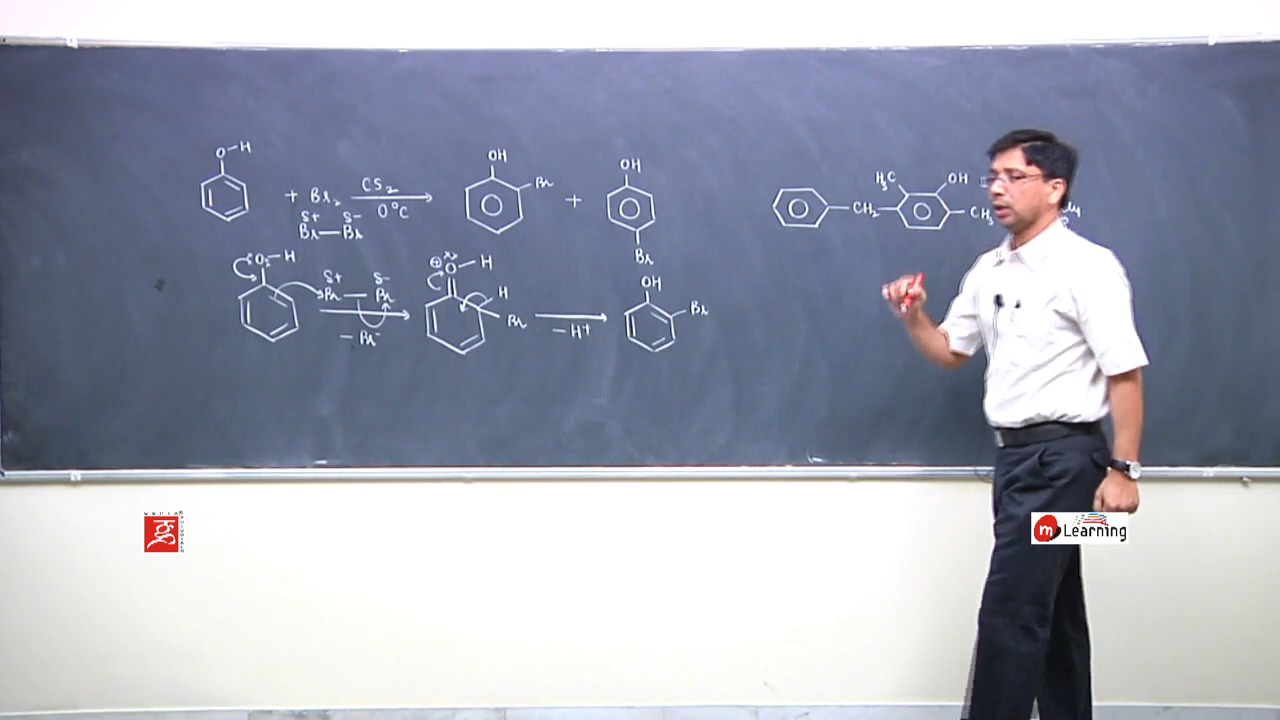 O-H
+ Br₂ CS₂ 0°C
δ+ δ-
Br—Br
OH Br
+
OH
Br
:O:-H δ+ δ- Br — Br
- Br⁻
⊕ O-H
H
Br
- H⁺
OH
Br
H₃C OH
CH₂ CH₃
m Learning